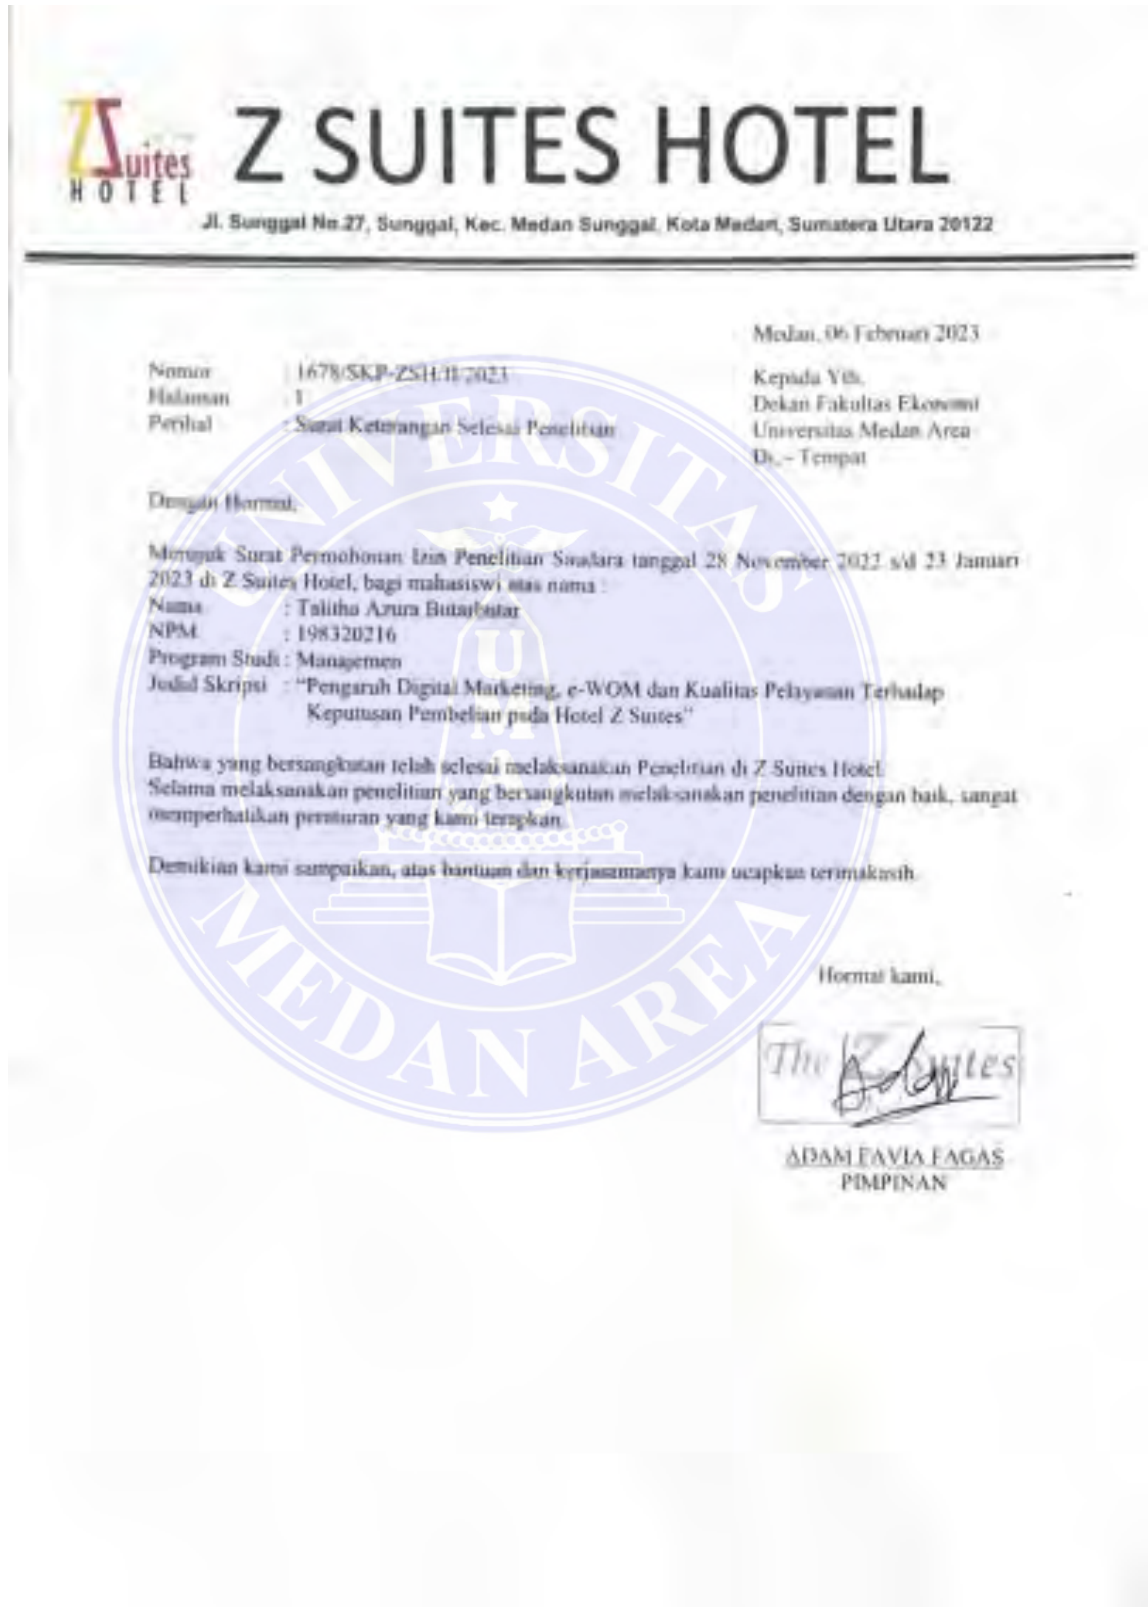 ZSuites
HOTEL
Z SUITES HOTEL
Jl. Sunggal No.27, Sunggal, Kec. Medan Sunggal, Kota Medan, Sumatera Utara 20122
Medan, 06 Februari 2023
Nomor : 1678/SKP-ZSH/II/2023
Halaman : 1
Perihal : Surat Keterangan Selesai Penelitian
Kepada Yth,
Dekan Fakultas Ekonomi
Universitas Medan Area
Di,– Tempat
Dengan Hormat,
Merujuk Surat Permohonan Izin Penelitian Saudara tanggal 28 November 2022 s/d 23 Januari
2023 di Z Suites Hotel, bagi mahasiswi atas nama :
Nama : Talitha Azura Butarbutar
NPM : 198320216
Program Studi : Manajemen
Judul Skripsi : “Pengaruh Digital Marketing, e-WOM dan Kualitas Pelayanan Terhadap
Keputusan Pembelian pada Hotel Z Suites”
Bahwa yang bersangkutan telah selesai melaksanakan Penelitian di Z Suites Hotel.
Selama melaksanakan penelitian yang bersangkutan melaksanakan penelitian dengan baik, sangat
memperhatikan peraturan yang kami terapkan.
Demikian kami sampaikan, atas bantuan dan kerjasamanya kami ucapkan terimakasih.
Hormat kami,
The Z Suites
ADAM FAVIA FAGAS
PIMPINAN
UNIVERSITAS
UMA
MEDAN AREA